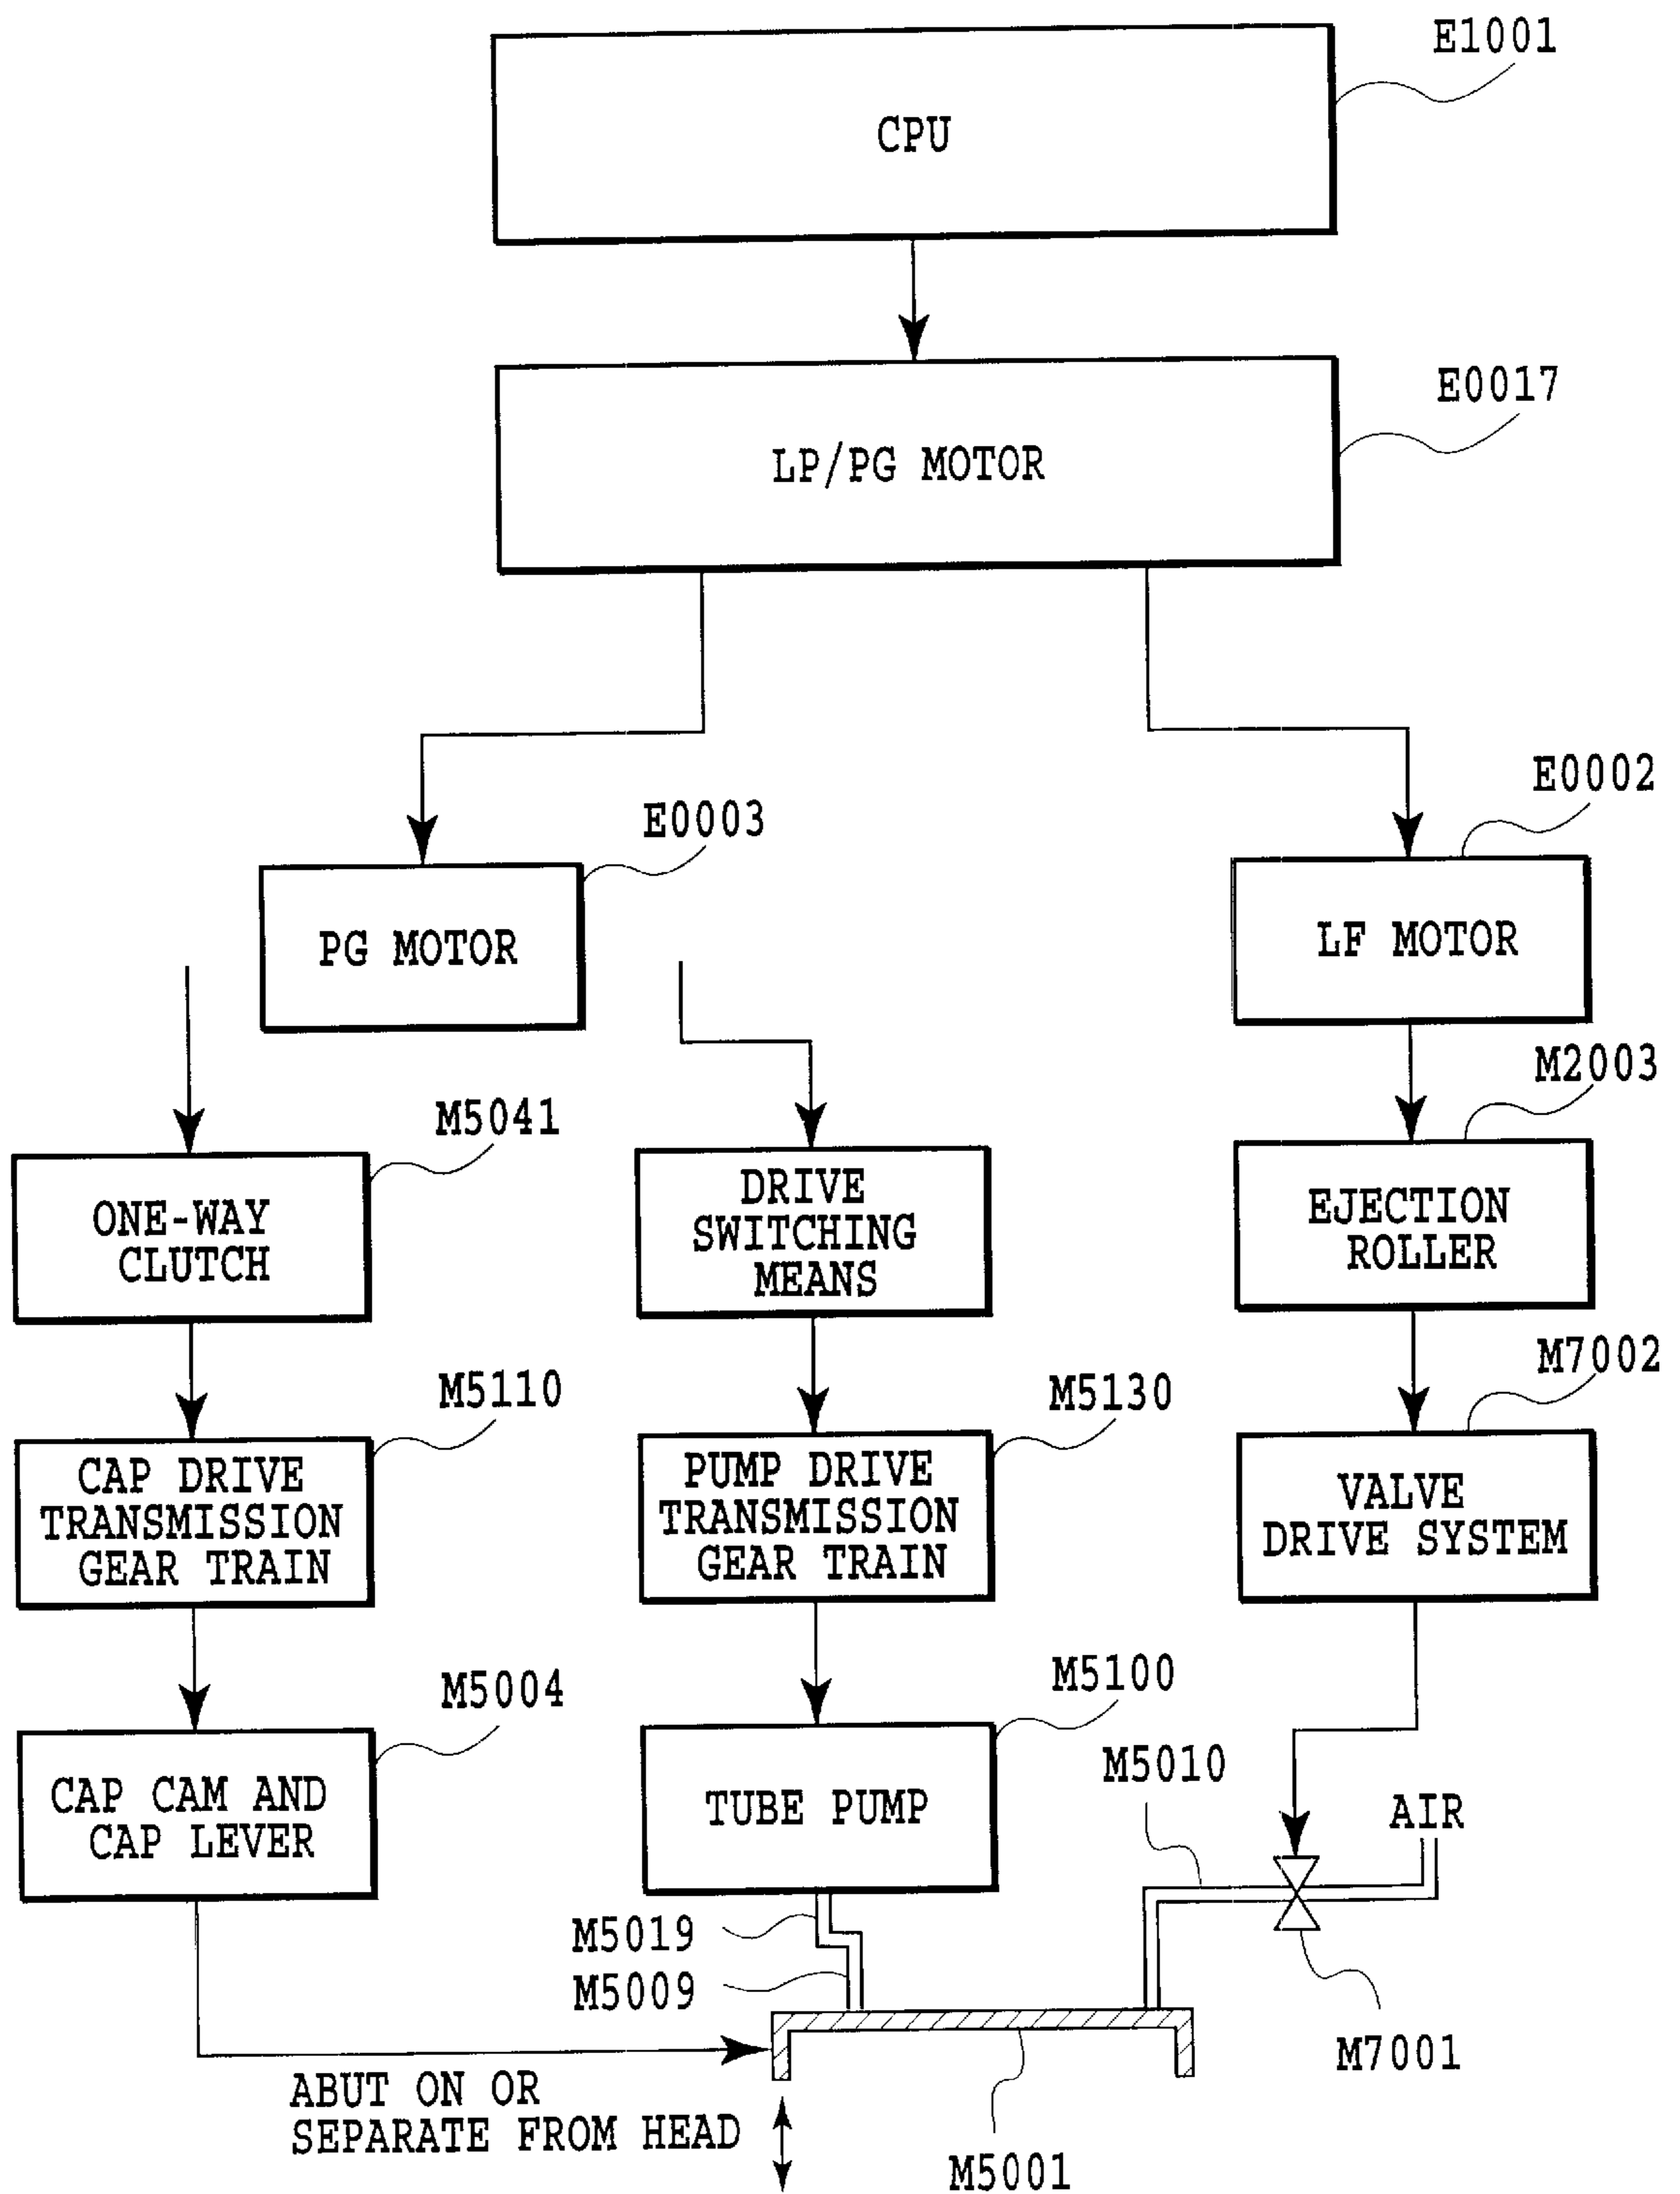 E1001
CPU
E0017
LP/PG MOTOR
E0002
E0003
PG MOTOR
LF MOTOR
M2003
M5041
ONE-WAY
CLUTCH
DRIVE
SWITCHING
MEANS
EJECTION
ROLLER
M7002
M5110
M5130
CAP DRIVE
TRANSMISSION
GEAR TRAIN
PUMP DRIVE
TRANSMISSION
GEAR TRAIN
VALVE
DRIVE SYSTEM
M5004
M5100
CAP CAM AND
CAP LEVER
TUBE PUMP
M5010
AIR
M5019
M5009
M7001
ABUT ON OR
SEPARATE FROM HEAD
M5001